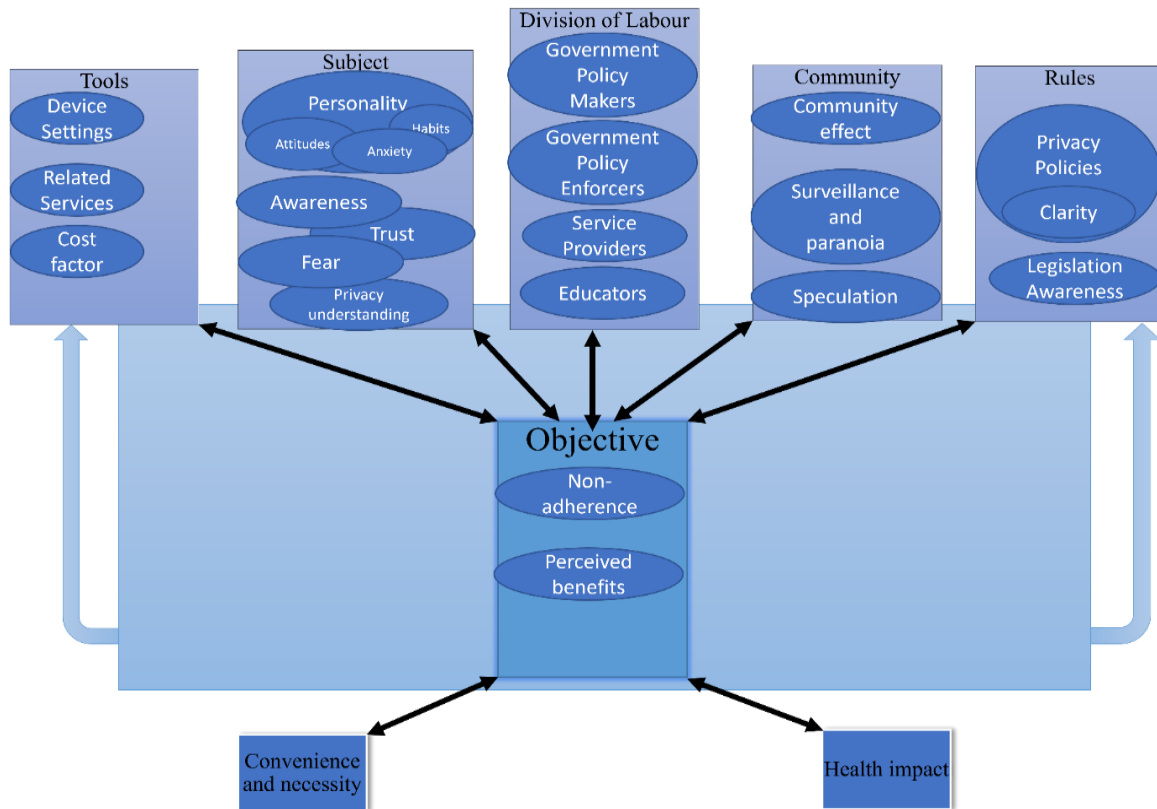 Tools
Device
Settings
Related
Services
Cost
factor
Subject
Personality
Habits
Attitudes
Anxiety
Awareness
Trust
Fear
Privacy
understanding
Division of Labour
Government
Policy
Makers
Government
Policy
Enforcers
Service
Providers
Educators
Community
Community
effect
Surveillance
and
paranoia
Speculation
Rules
Privacy
Policies
Clarity
Legislation
Awareness
Objective
Non-
adherence
Perceived
benefits
Convenience
and necessity
Health impact